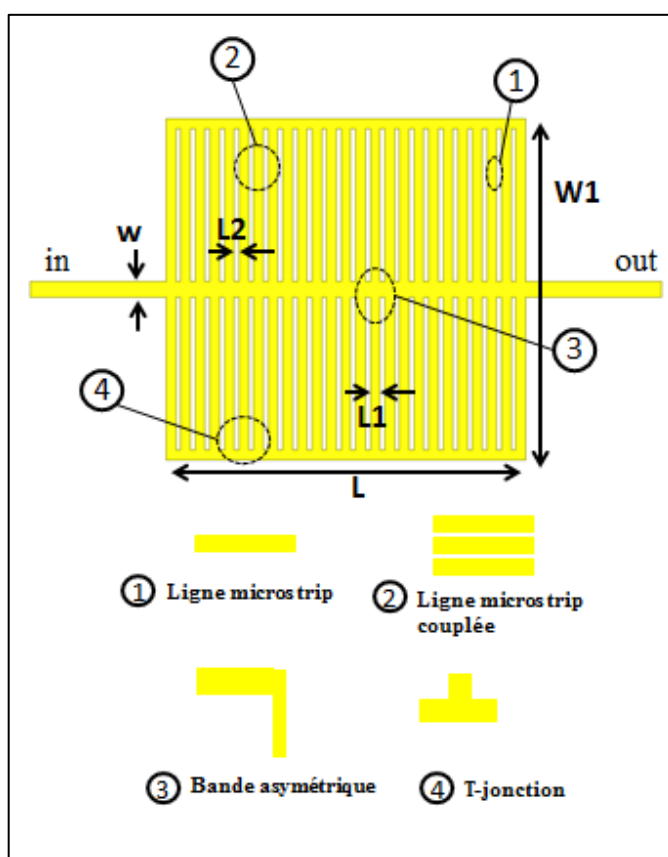 2
1
W1
w
L2
in
out
3
4
L1
L
1 Ligne microstrip
2 Ligne microstrip
couplée
3 Bande asymétrique
4 T-jonction